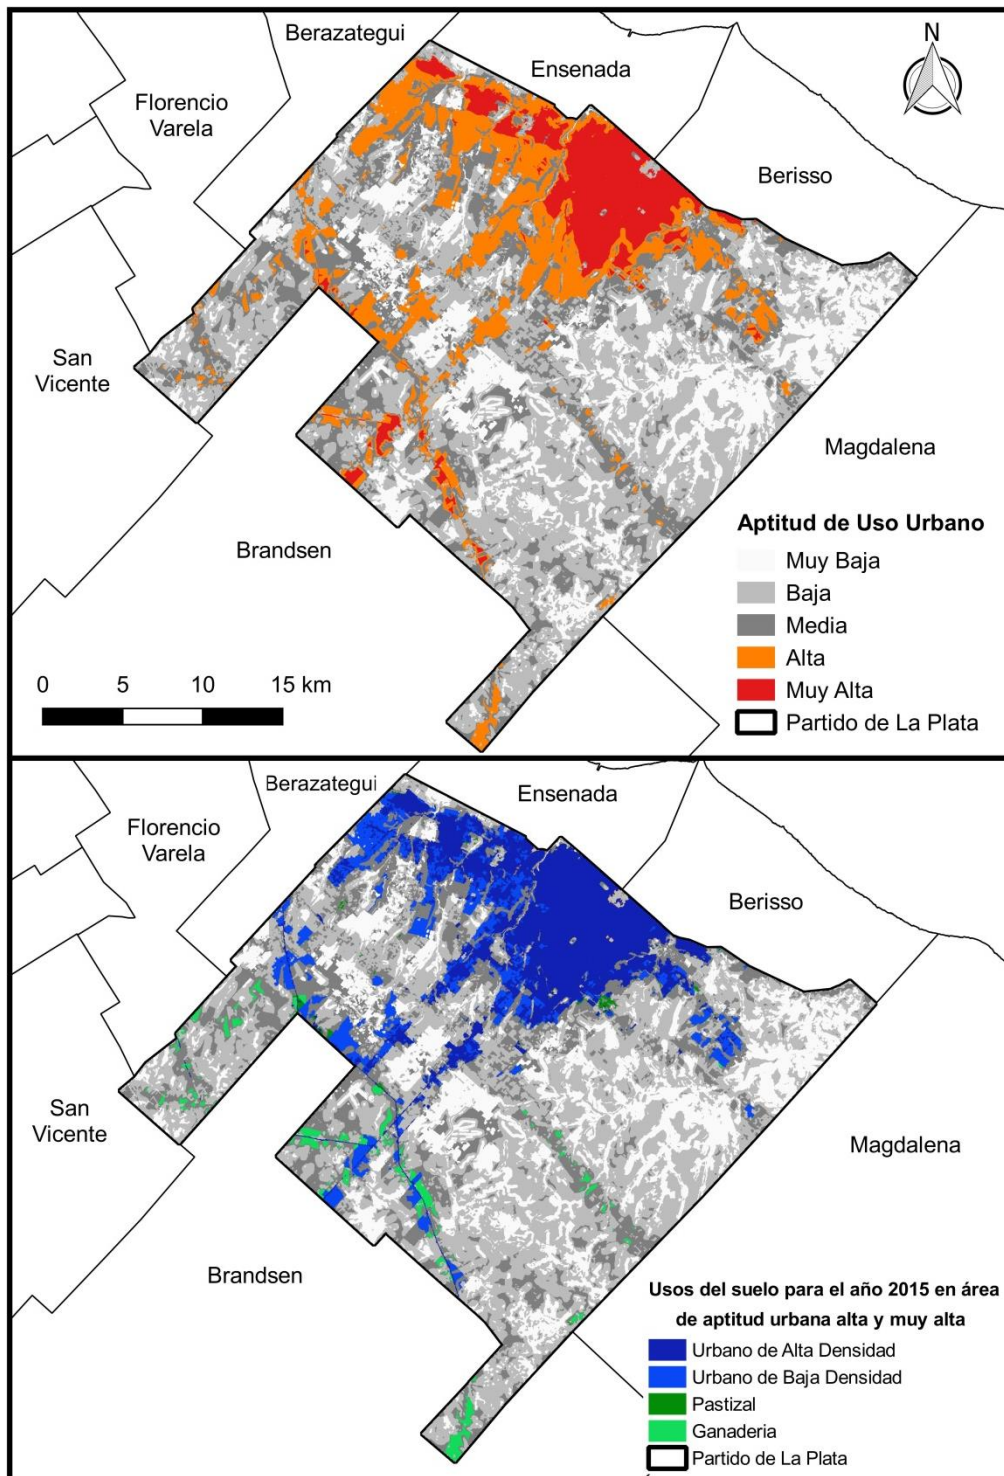 Berazategui
Ensenada
N
Florencio
Varela
Berisso
San
Vicente
Magdalena
Brandsen
Aptitud de Uso Urbano
Muy Baja
Baja
Media
Alta
Muy Alta
Partido de La Plata
0 5 10 15 km
Berazategui
Ensenada
Florencio
Varela
Berisso
San
Vicente
Magdalena
Brandsen
Usos del suelo para el año 2015 en área
de aptitud urbana alta y muy alta
Urbano de Alta Densidad
Urbano de Baja Densidad
Pastizal
Ganaderia
Partido de La Plata